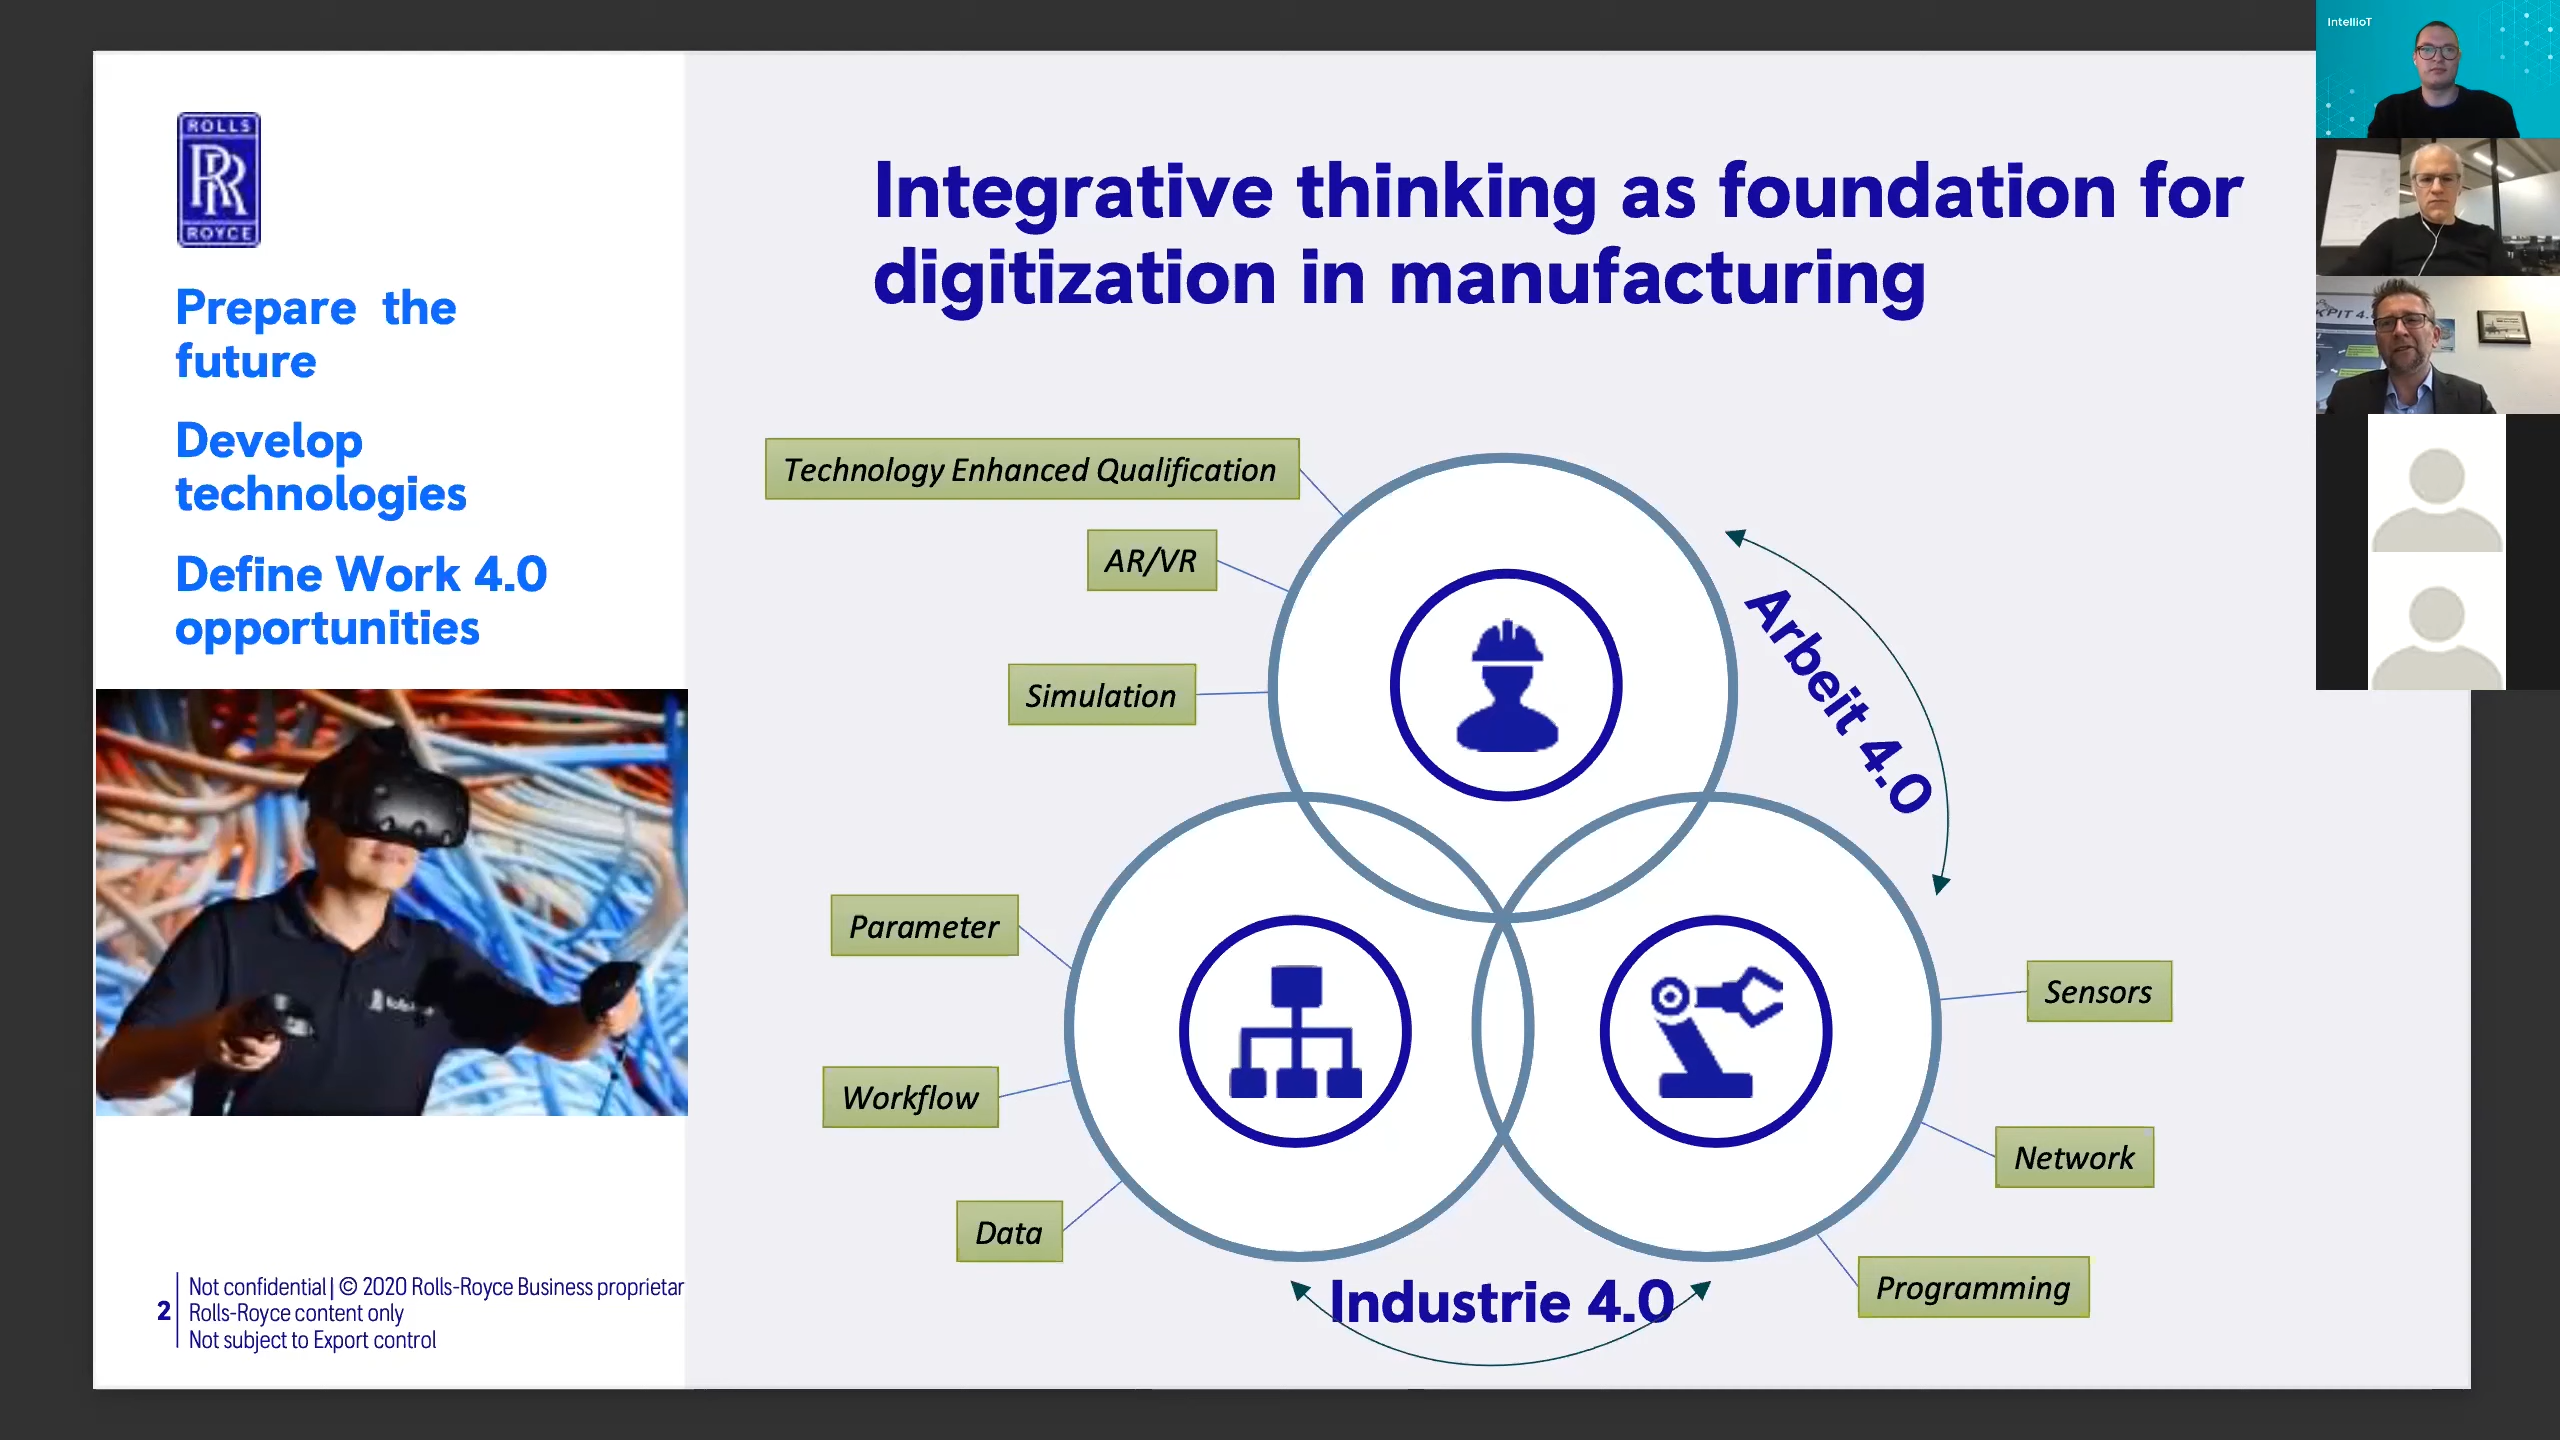 IntellioT
ROLLS
RR
ROYCE
Prepare the
future
Develop
technologies
Define Work 4.0
opportunities
Integrative thinking as foundation for
digitization in manufacturing
Technology Enhanced Qualification
AR/VR
Simulation
Arbeit 4.0
Parameter
Workflow
Data
Sensors
Network
Programming
Industrie 4.0
2
Not confidential | © 2020 Rolls-Royce Business proprietar
Rolls-Royce content only
Not subject to Export control